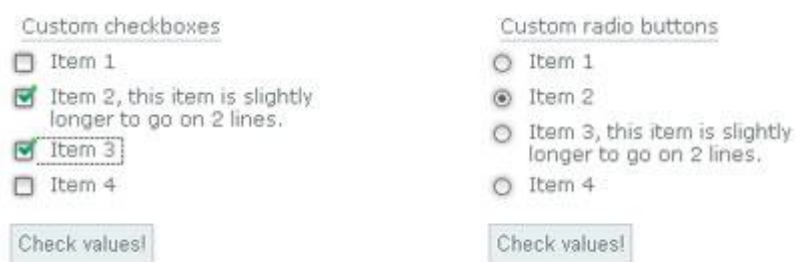 Custom checkboxes
Item 1
Item 2, this item is slightly
longer to go on 2 lines.
Item 3
Item 4
Check values!
Custom radio buttons
Item 1
Item 2
Item 3, this item is slightly
longer to go on 2 lines.
Item 4
Check values!